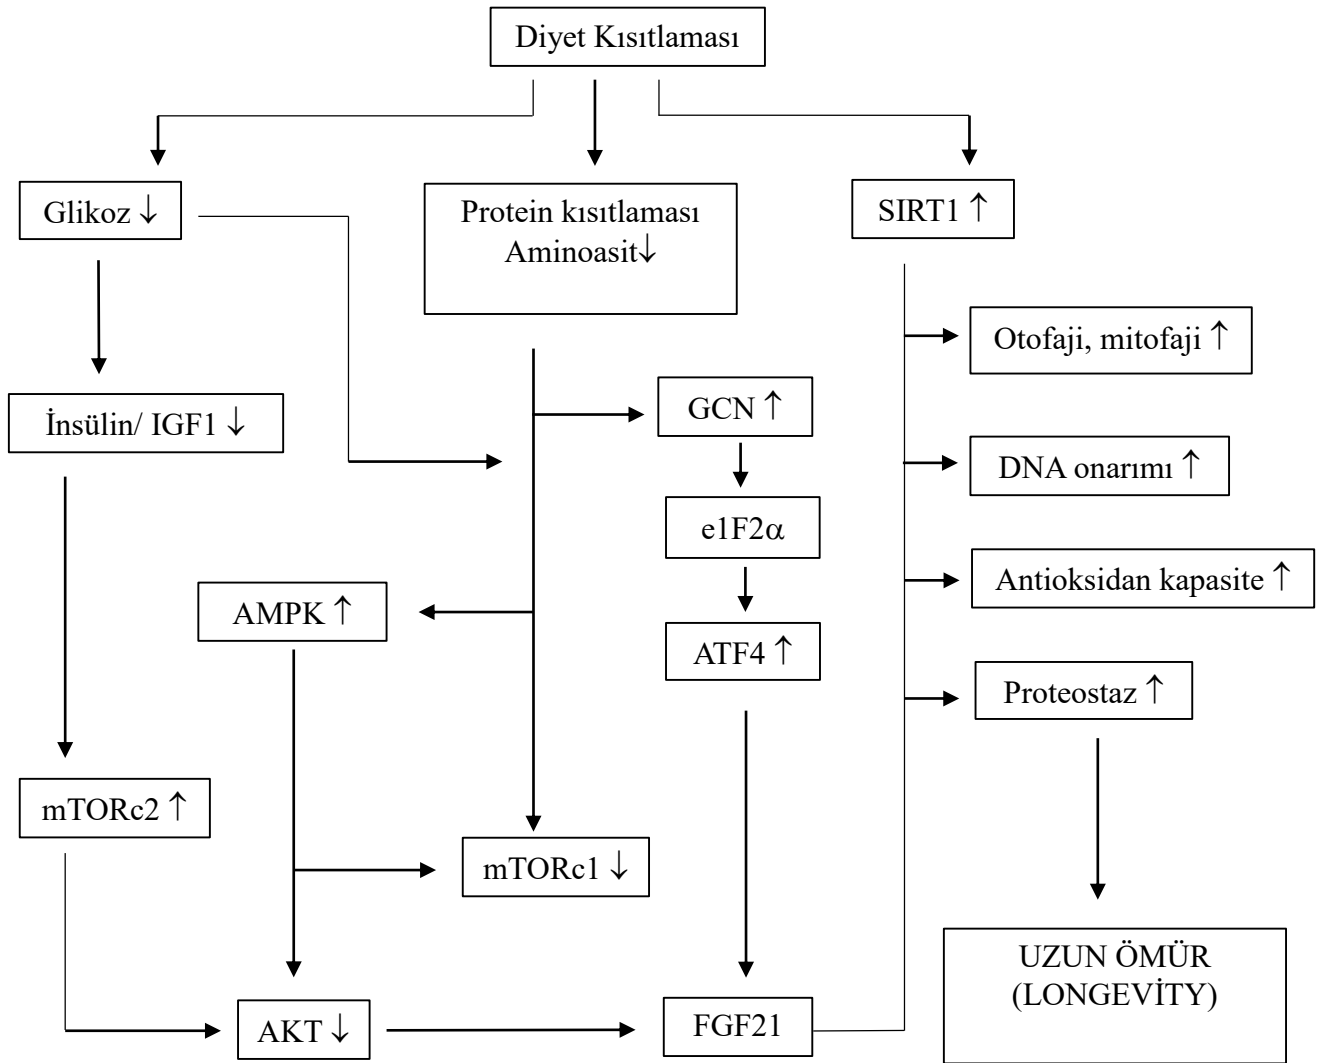 Diyet Kısıtlaması
Glikoz ↓
Protein kısıtlaması
Aminoasit↓
SIRT1 ↑
Otofaji, mitofaji ↑
İnsülin/ IGF1 ↓
GCN ↑
DNA onarımı ↑
e1F2α
Antioksidan kapasite ↑
AMPK ↑
ATF4 ↑
Proteostaz ↑
mTORc2 ↑
mTORc1 ↓
UZUN ÖMÜR
(LONGEVİTY)
AKT ↓
FGF21